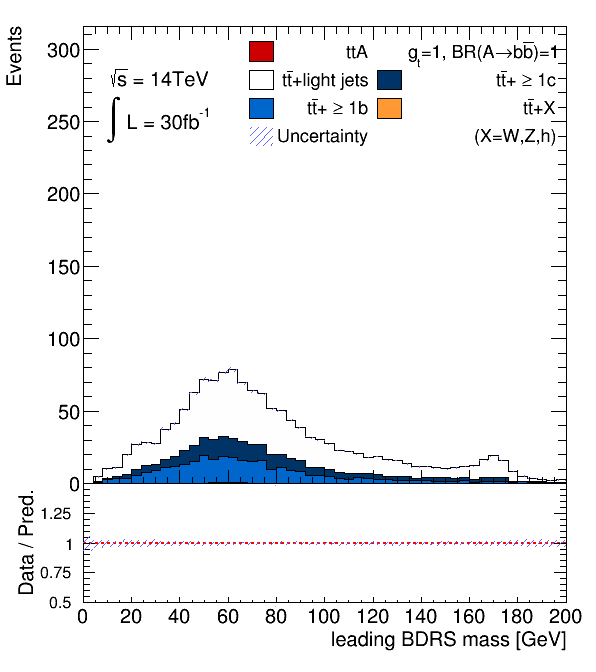 Events
300
250
200
150
100
50
0
√s = 14TeV
∫ L = 30fb⁻¹
ttA
g_t=1, BR(A→bb̄)=1
tt̄+light jets
tt̄+ ≥ 1c
tt̄+ ≥ 1b
tt̄+X
Uncertainty
(X=W,Z,h)
Data / Pred.
1.25
1
0.75
0.5
0 20 40 60 80 100 120 140 160 180 200
leading BDRS mass [GeV]